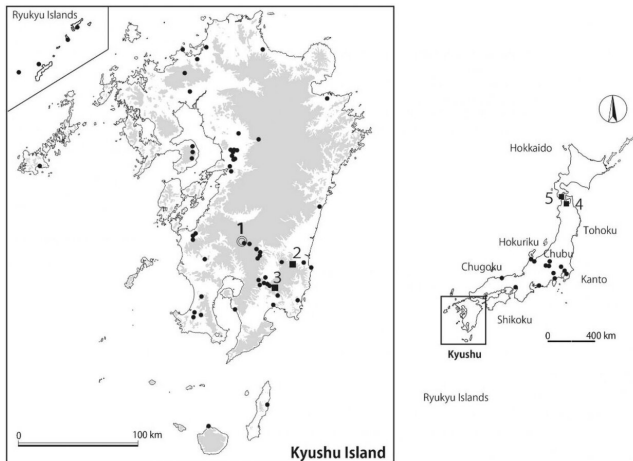 Ryukyu Islands
1
2
3
0
100 km
Kyushu Island
Hokkaido
5
4
Tohoku
Hokuriku
Chubu
Chugoku
Kanto
Shikoku
Kyushu
0
400 km
Ryukyu Islands